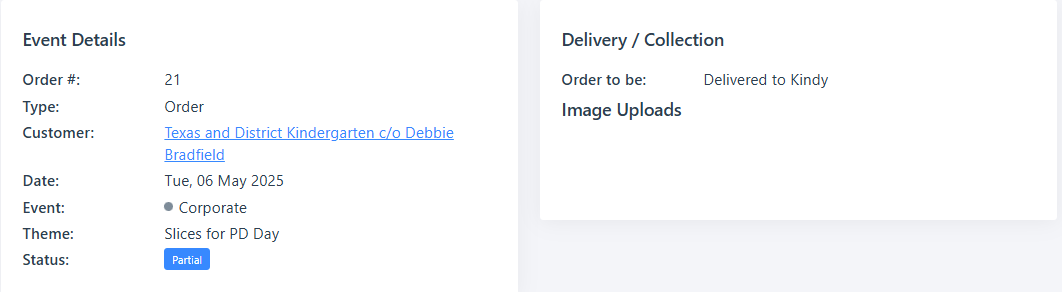 Event Details
Order #: 21
Type: Order
Customer: Texas and District Kindergarten c/o Debbie
Bradfield
Date: Tue, 06 May 2025
Event: Corporate
Theme: Slices for PD Day
Status: Partial
Delivery / Collection
Order to be: Delivered to Kindy
Image Uploads